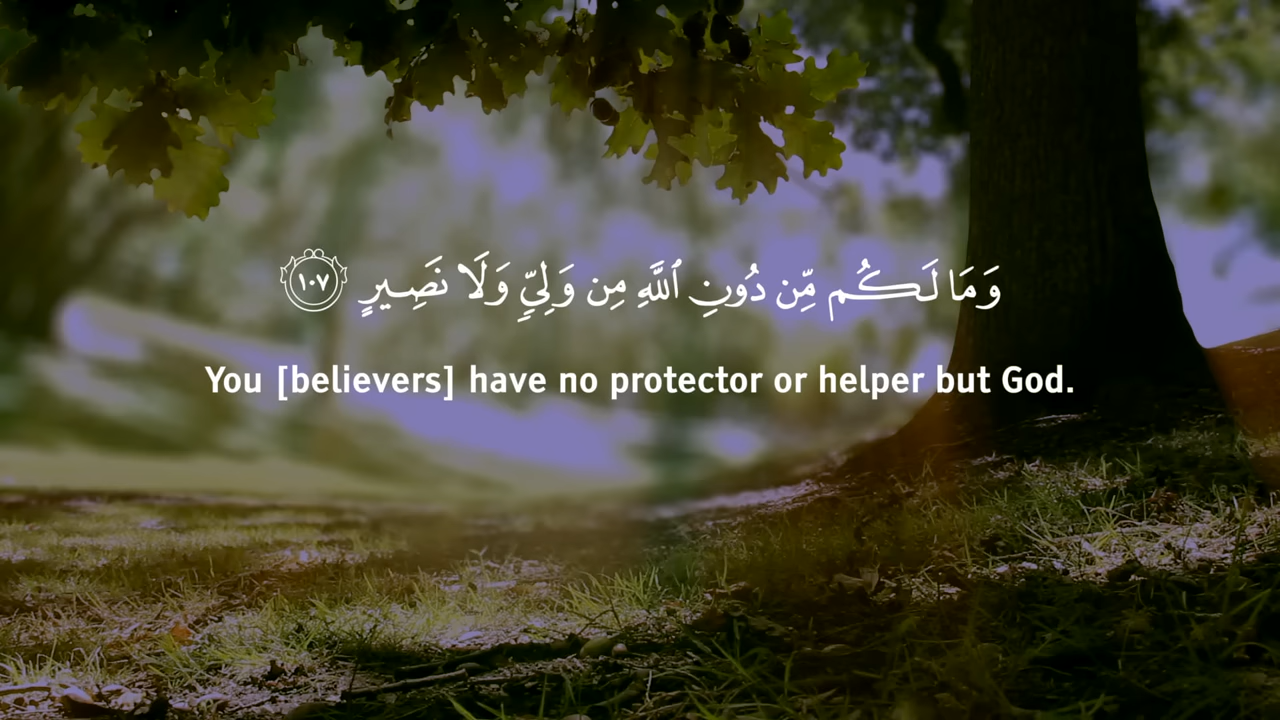 وَمَا لَكُم مِّن دُونِ ٱللَّهِ مِن وَلِيٍّ وَلَا نَصِيرٍ ١٠٧
You [believers] have no protector or helper but God.